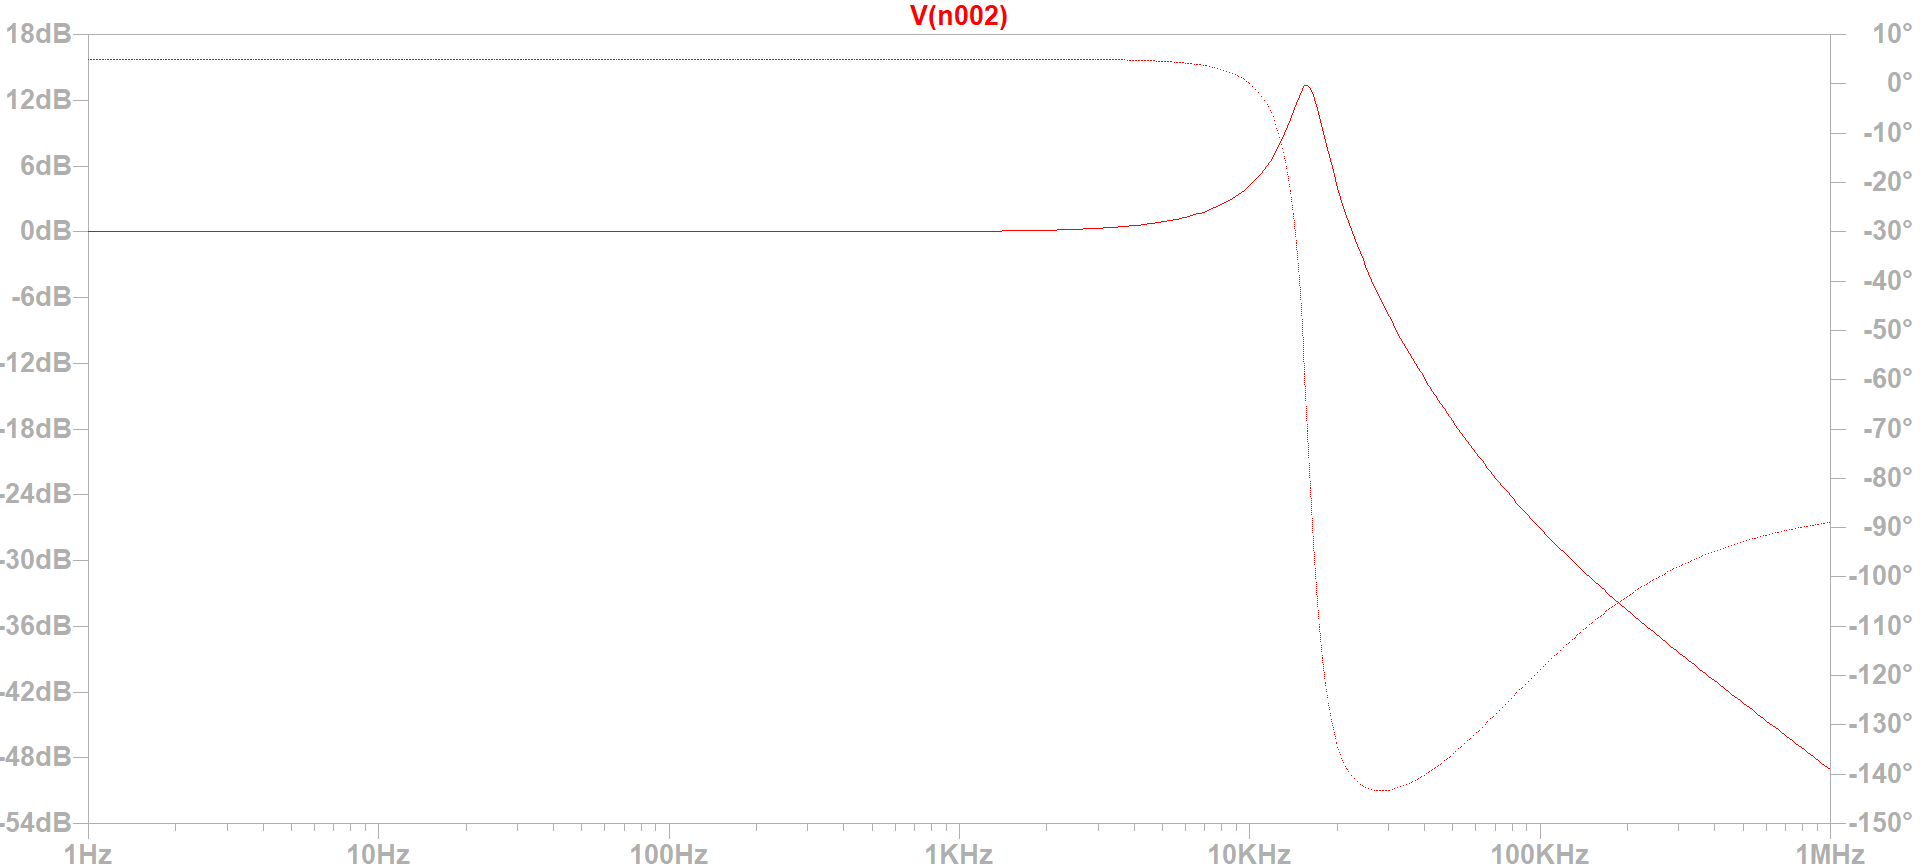 V(n002)
18dB 10°
12dB 0°
6dB -10°
0dB -20°
-6dB -30°
-12dB -40°
-18dB -50°
-24dB -60°
-30dB -70°
-36dB -80°
-42dB -90°
-48dB -100°
-54dB -110°
-120°
-130°
-140°
-150°
1Hz 10Hz 100Hz 1KHz 10KHz 100KHz 1MHz